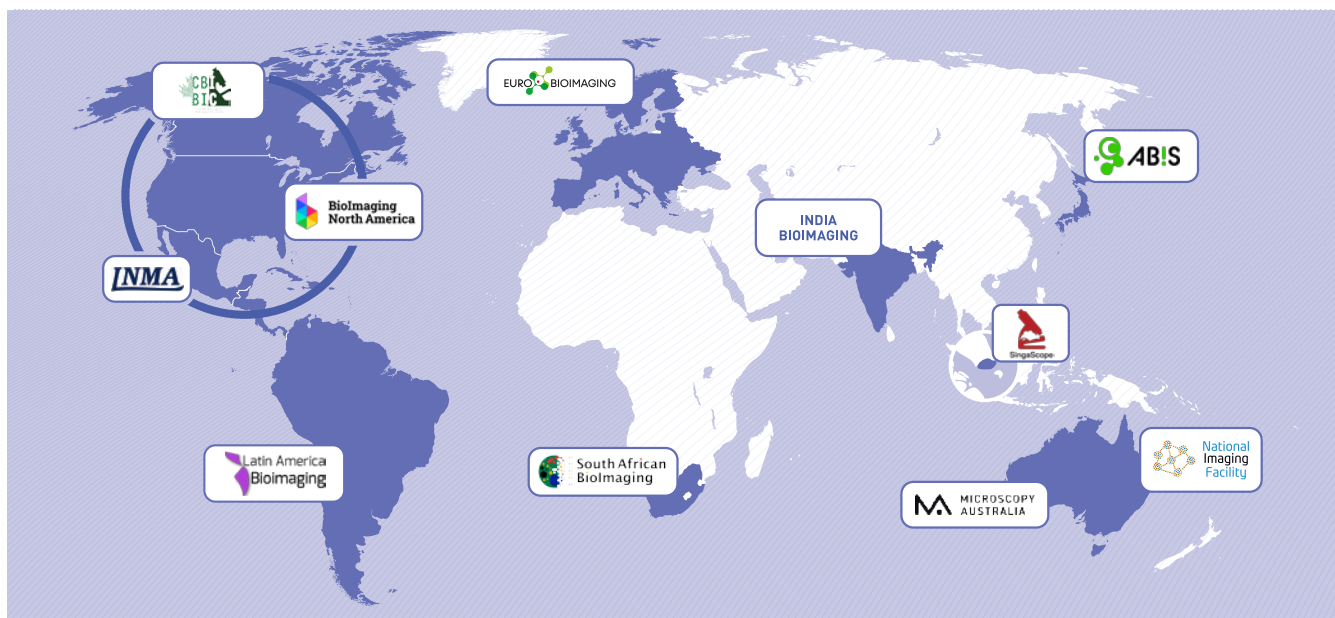 CBI
BIC
EURO BIOIMAGING
AB!S
BioImaging
North America
INDIA
BIOIMAGING
LNMA
SingaScope
Latin America
Bioimaging
South African
BioImaging
National
Imaging
Facility
MICROSCOPY
AUSTRALIA